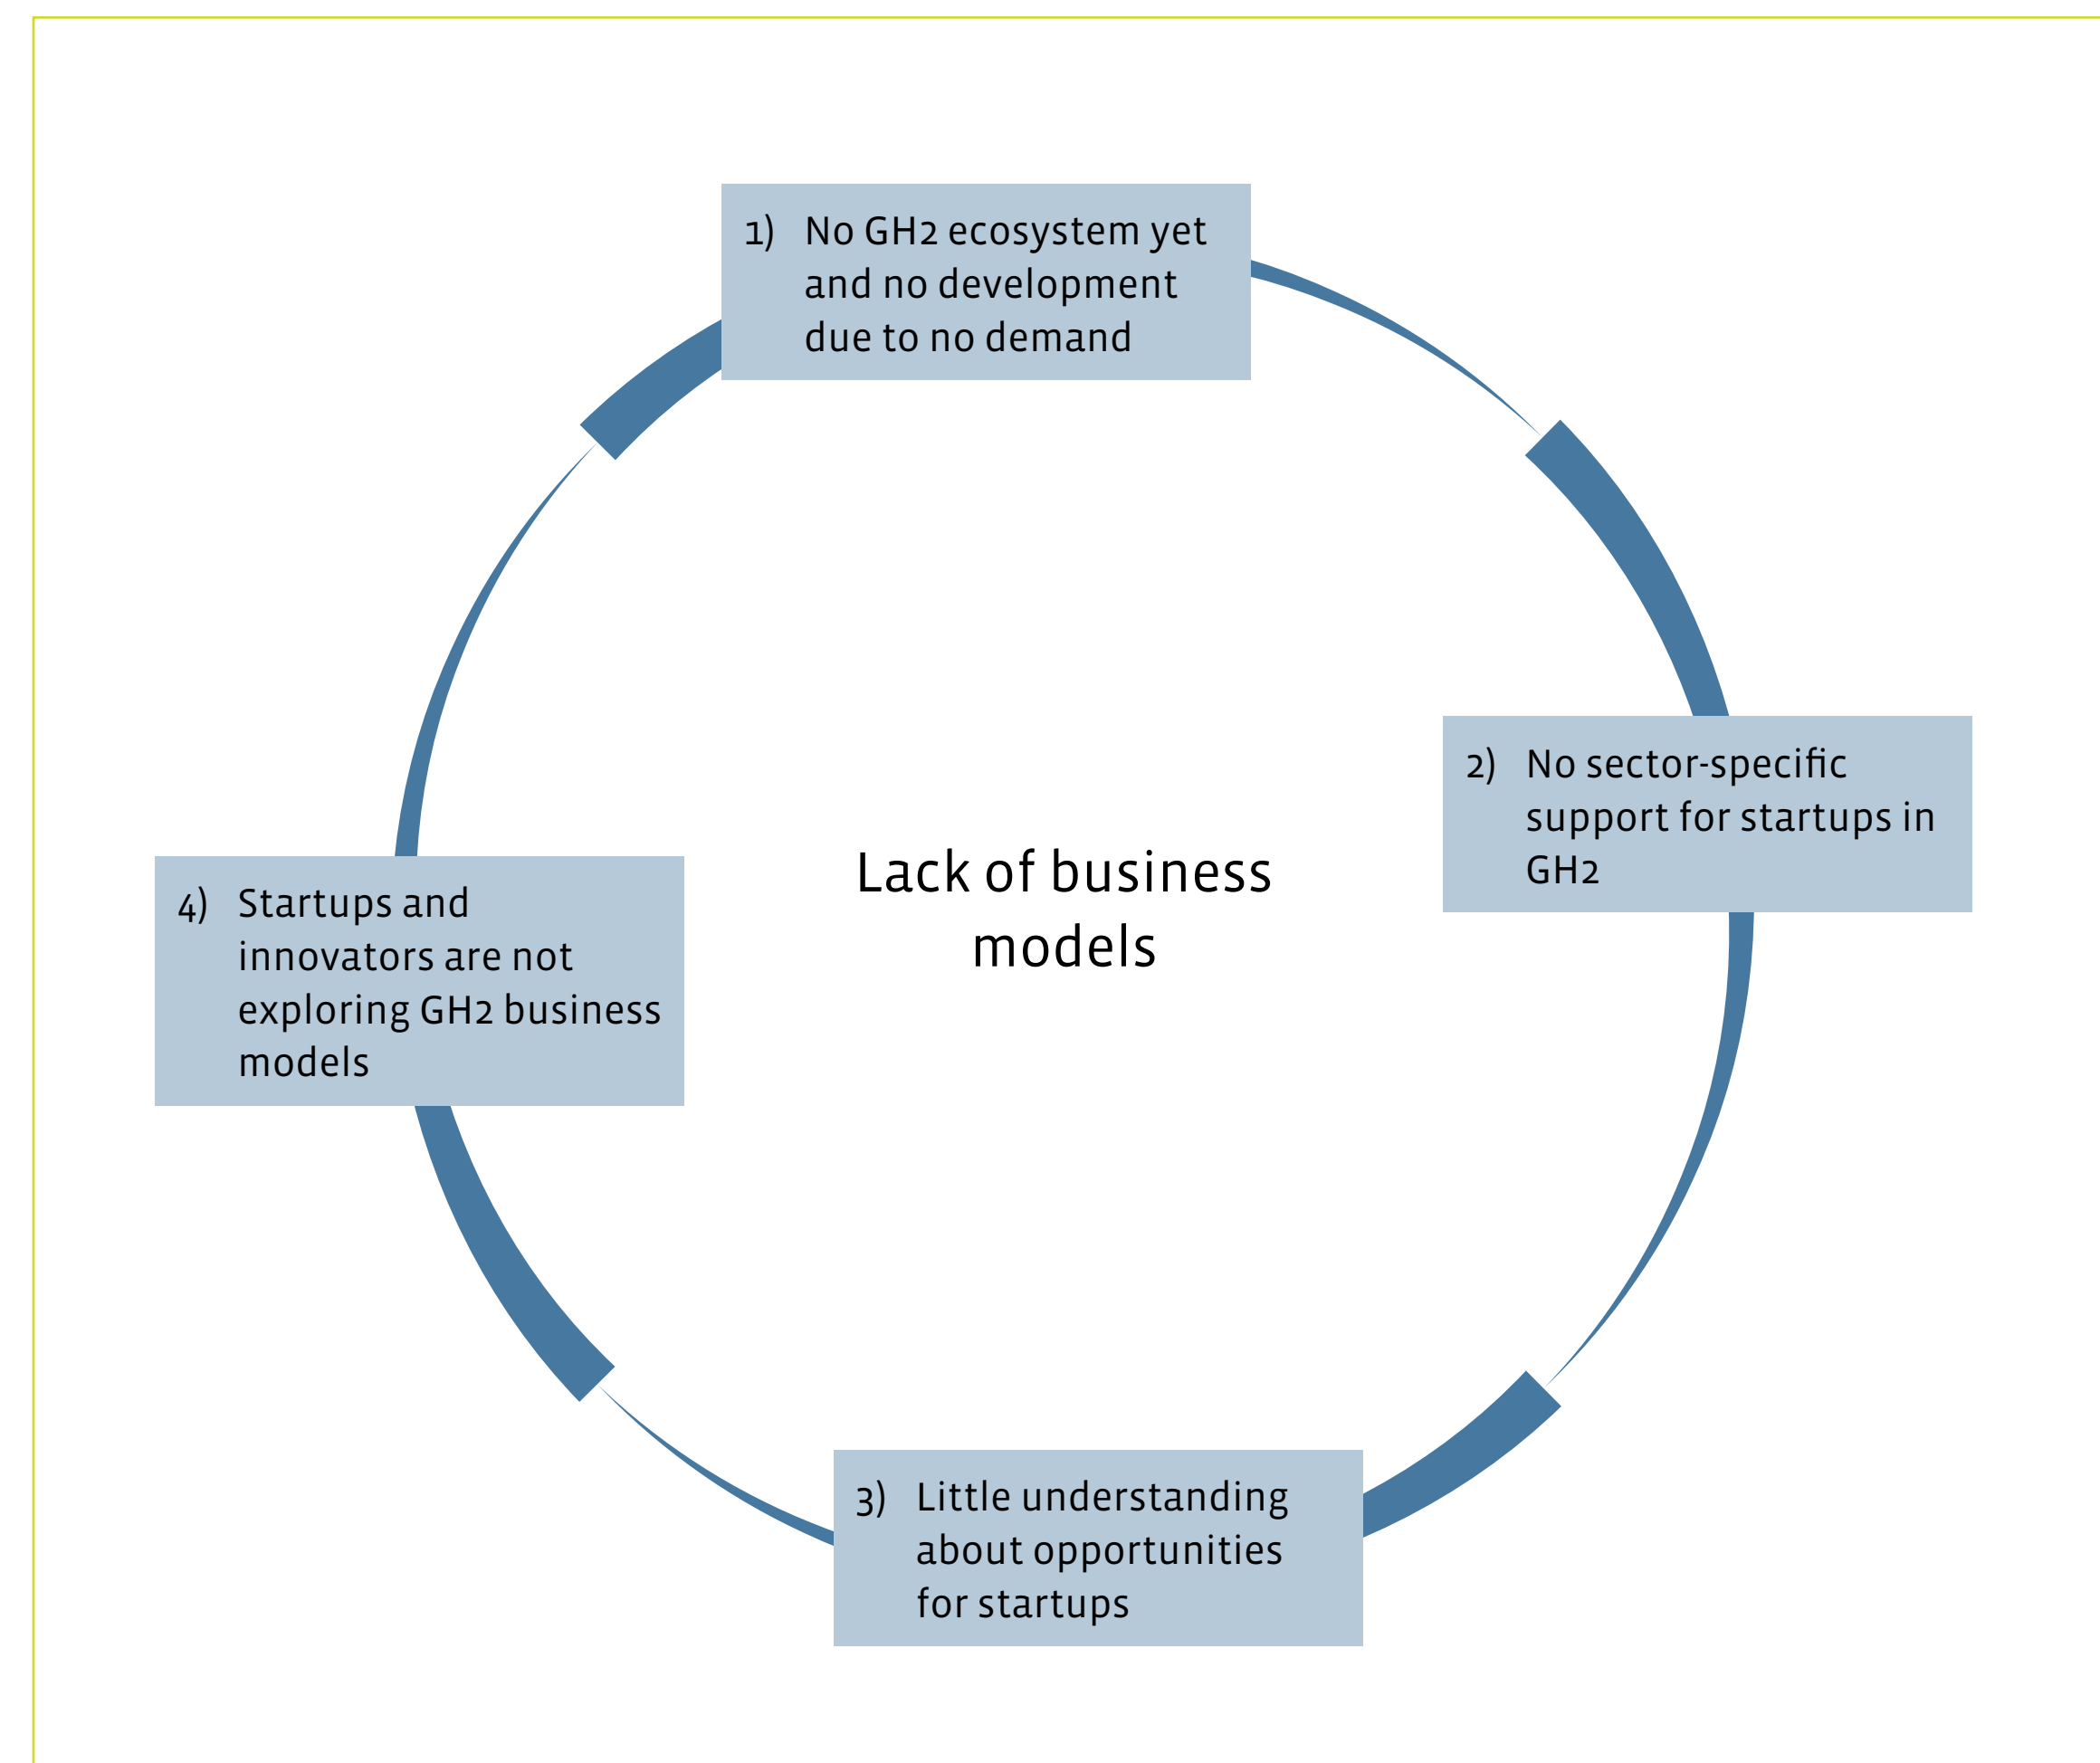 1) No GH2 ecosystem yet
and no development
due to no demand
2) No sector-specific
support for startups in
GH2
Lack of business
models
4) Startups and
innovators are not
exploring GH2 business
models
3) Little understanding
about opportunities
for startups